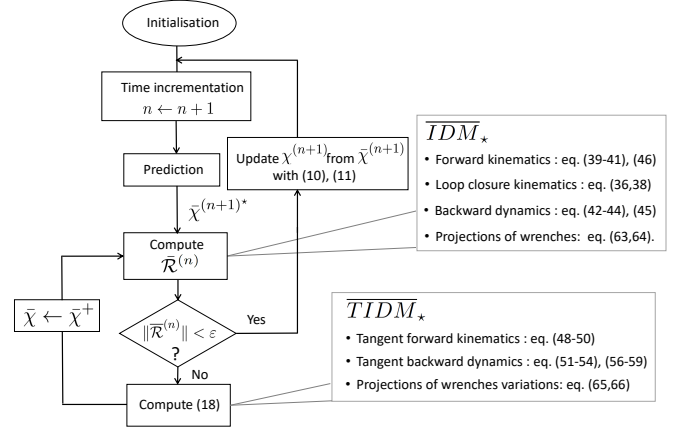 Initialisation
Time incrementation
n ← n + 1
Prediction
χ̄^{(n+1)^⋆}
Compute
R̄^{(n)}
‖R̄^{(n)}‖ < ε
?
Yes
No
Compute (18)
χ̄ ← χ̄^+
Update χ^{(n+1)} from χ̄^{(n+1)}
with (10), (11)
\overline{IDM}_⋆
• Forward kinematics : eq. (39-41), (46)
• Loop closure kinematics : eq. (36,38)
• Backward dynamics : eq. (42-44), (45)
• Projections of wrenches: eq. (63,64).
\overline{TIDM}_⋆
• Tangent forward kinematics : eq. (48-50)
• Tangent backward dynamics : eq. (51-54), (56-59)
• Projections of wrenches variations: eq. (65,66)